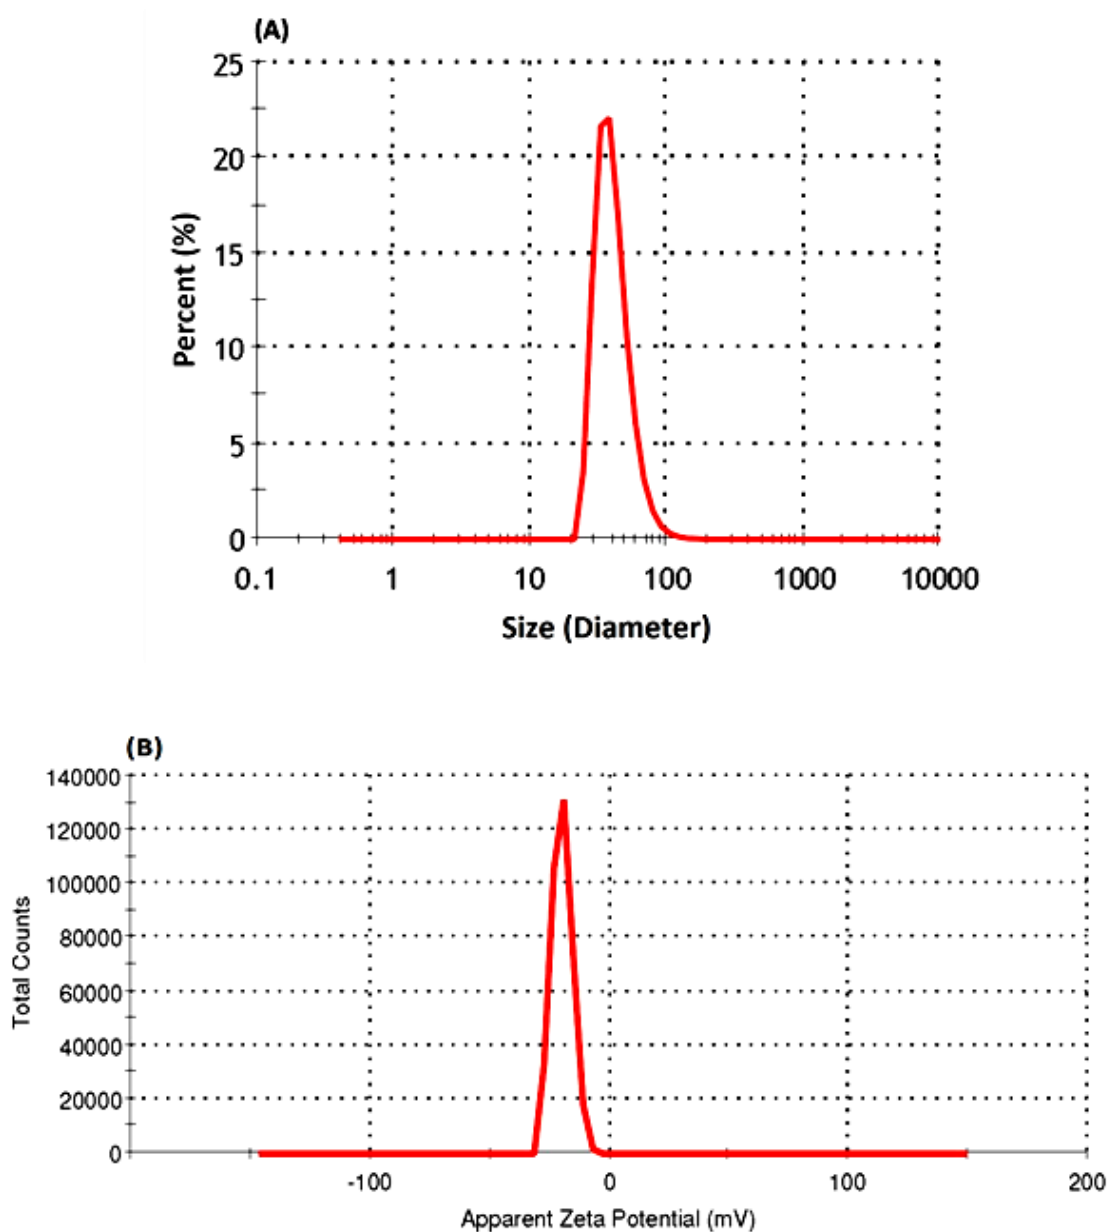 (A)
25
20
15
10
5
0
Percent (%)
0.1 1 10 100 1000 10000
Size (Diameter)
(B)
140000
120000
100000
80000
60000
40000
20000
0
Total Counts
-100 0 100 200
Apparent Zeta Potential (mV)